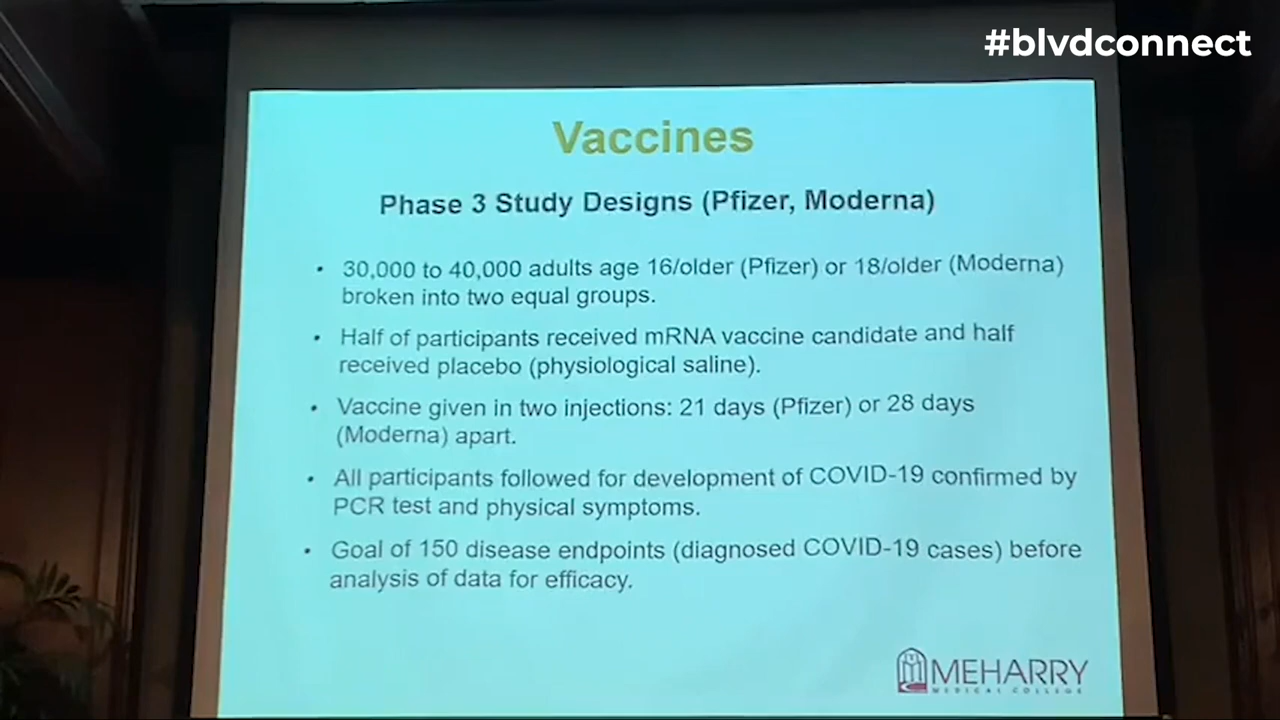 #blvdconnect
Vaccines
Phase 3 Study Designs (Pfizer, Moderna)
• 30,000 to 40,000 adults age 16/older (Pfizer) or 18/older (Moderna)
broken into two equal groups.
• Half of participants received mRNA vaccine candidate and half
received placebo (physiological saline).
• Vaccine given in two injections: 21 days (Pfizer) or 28 days
(Moderna) apart.
• All participants followed for development of COVID-19 confirmed by
PCR test and physical symptoms.
• Goal of 150 disease endpoints (diagnosed COVID-19 cases) before
analysis of data for efficacy.
MEHARRY
MEDICAL COLLEGE